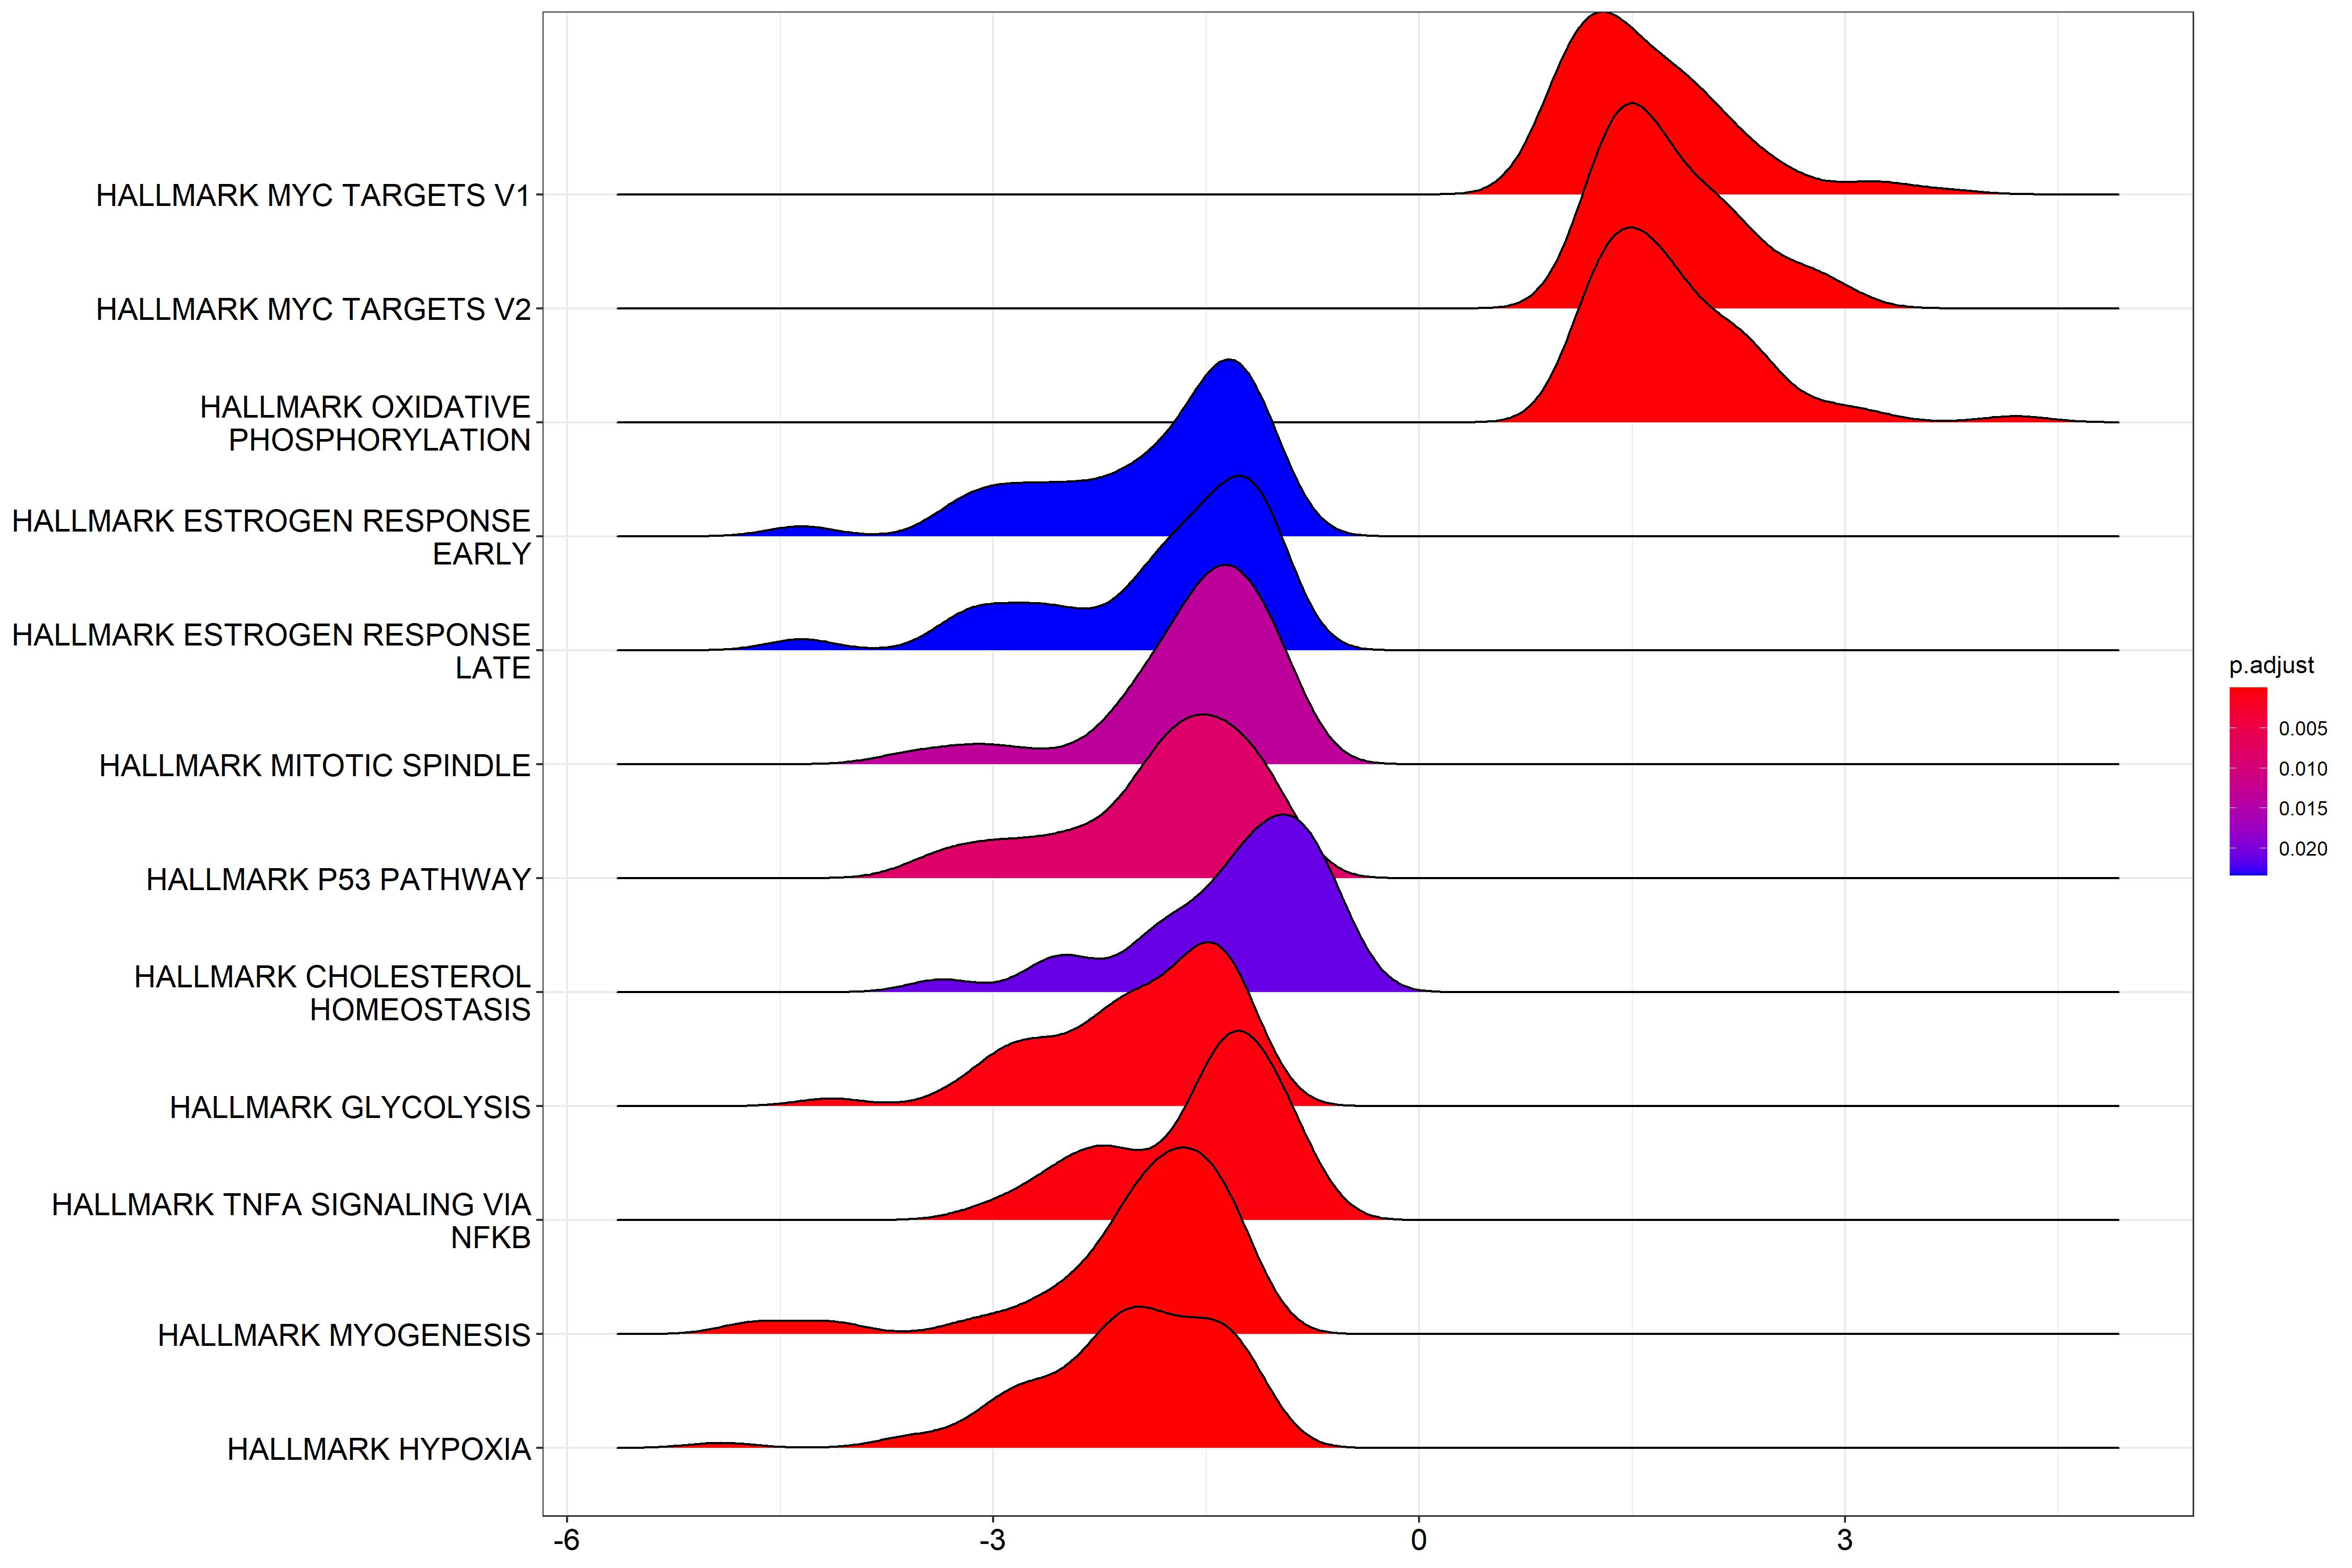 HALLMARK MYC TARGETS V1
HALLMARK MYC TARGETS V2
HALLMARK OXIDATIVE
PHOSPHORYLATION
HALLMARK ESTROGEN RESPONSE
EARLY
HALLMARK ESTROGEN RESPONSE
LATE
HALLMARK MITOTIC SPINDLE
HALLMARK P53 PATHWAY
HALLMARK CHOLESTEROL
HOMEOSTASIS
HALLMARK GLYCOLYSIS
HALLMARK TNFA SIGNALING VIA
NFKB
HALLMARK MYOGENESIS
HALLMARK HYPOXIA
-6
-3
0
3
p.adjust
0.005
0.010
0.015
0.020